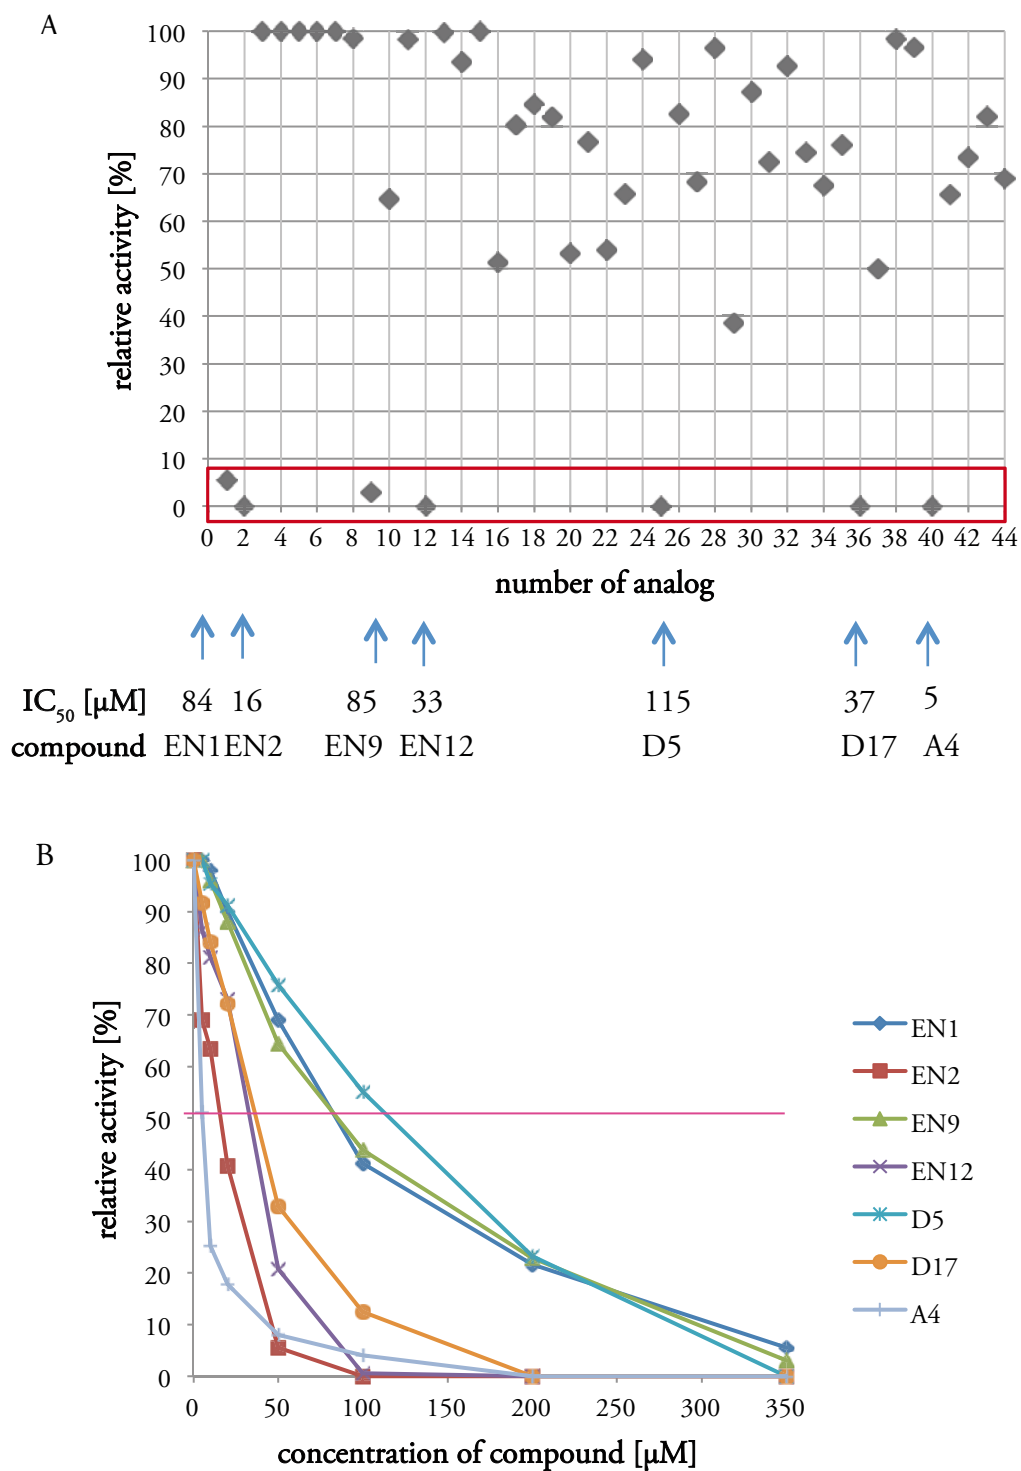 A
relative activity [%]
100
90
80
70
60
50
40
30
20
10
0
0 2 4 6 8 10 12 14 16 18 20 22 24 26 28 30 32 34 36 38 40 42 44
number of analog
IC50 [μM] 84 16 85 33 115 37 5
compound EN1 EN2 EN9 EN12 D5 D17 A4
B
relative activity [%]
100
90
80
70
60
50
40
30
20
10
0
0 50 100 150 200 250 300 350
concentration of compound [μM]
EN1
EN2
EN9
EN12
D5
D17
A4